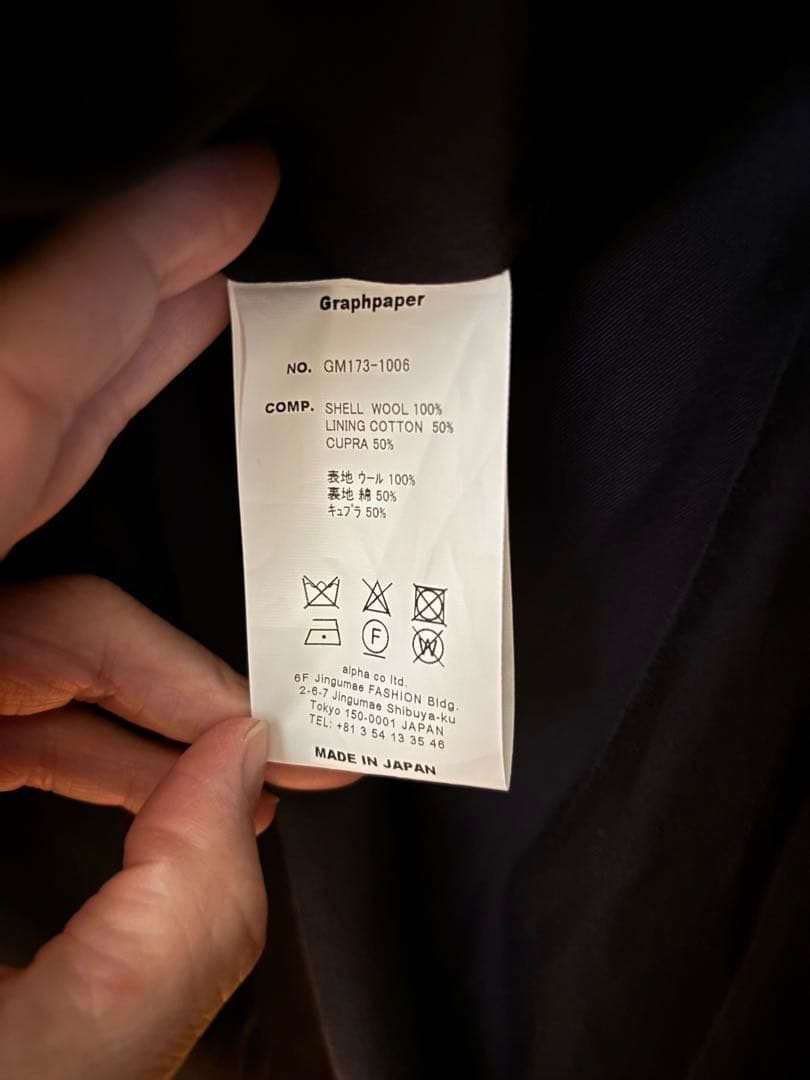 Graphpaper
NO. GM173-1006
COMP. SHELL WOOL 100%
LINING COTTON 50%
CUPRA 50%
表地 ウール 100%
裏地 綿 50%
キュプラ 50%
F
W
alpha co ltd.
6F Jingumae FASHION Bldg.
2-6-7 Jingumae Shibuya-ku
Tokyo 150-0001 JAPAN
TEL: +81 3 54 13 35 46
MADE IN JAPAN